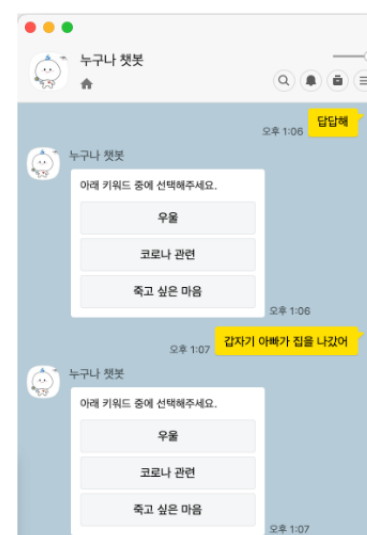 누구나 챗봇
답답해
오후 1:06
누구나 챗봇
아래 키워드 중에 선택해주세요.
우울
코로나 관련
죽고 싶은 마음
오후 1:06
갑자기 아빠가 집을 나갔어
오후 1:07
누구나 챗봇
아래 키워드 중에 선택해주세요.
우울
코로나 관련
죽고 싶은 마음
오후 1:07